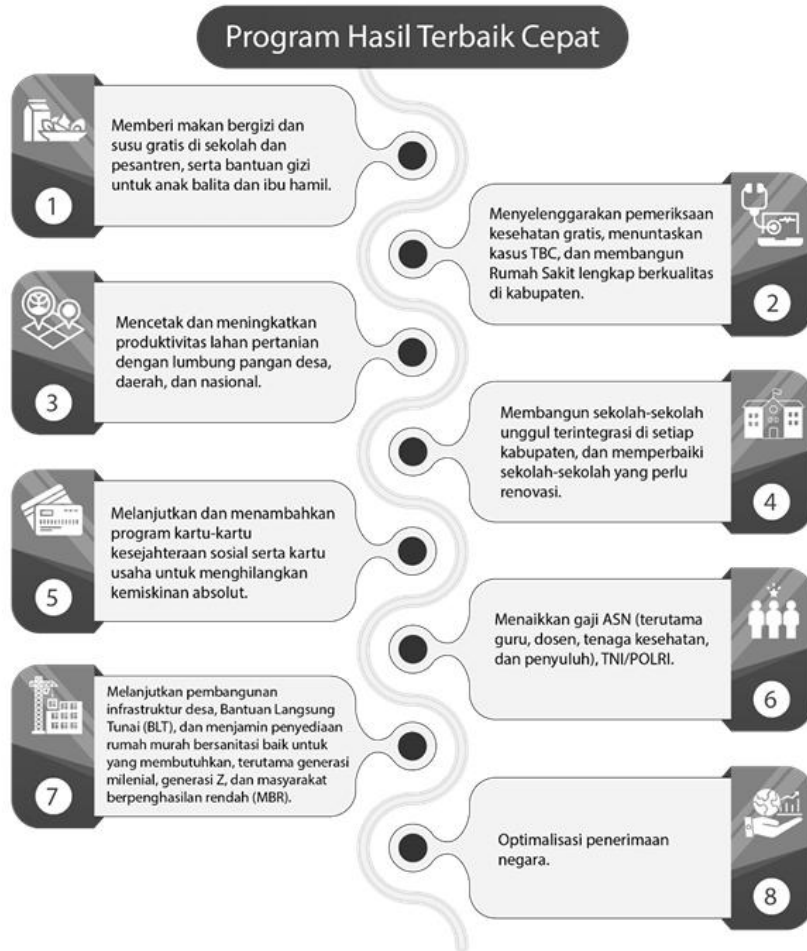 Program Hasil Terbaik Cepat
Memberi makan bergizi dan
susu gratis di sekolah dan
pesantren, serta bantuan gizi
untuk anak balita dan ibu hamil.
1
Menyelenggarakan pemeriksaan
kesehatan gratis, menuntaskan
kasus TBC, dan membangun
Rumah Sakit lengkap berkualitas
di kabupaten.
2
Mencetak dan meningkatkan
produktivitas lahan pertanian
dengan lumbung pangan desa,
daerah, dan nasional.
3
Membangun sekolah-sekolah
unggul terintegrasi di setiap
kabupaten, dan memperbaiki
sekolah-sekolah yang perlu
renovasi.
4
Melanjutkan dan menambahkan
program kartu-kartu
kesejahteraan sosial serta kartu
usaha untuk menghilangkan
kemiskinan absolut.
5
Menaikkan gaji ASN (terutama
guru, dosen, tenaga kesehatan,
dan penyuluh), TNI/POLRI.
6
Melanjutkan pembangunan
infrastruktur desa, Bantuan Langsung
Tunai (BLT), dan menjamin penyediaan
rumah murah bersanitasi baik untuk
yang membutuhkan, terutama generasi
milenial, generasi Z, dan masyarakat
berpenghasilan rendah (MBR).
7
Optimalisasi penerimaan
negara.
8